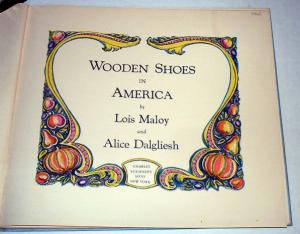 WOODEN SHOES
IN
AMERICA
by
Lois Maloy
and
Alice Dalgliesh
CHARLES
SCRIBNER'S
SONS
NEW YORK